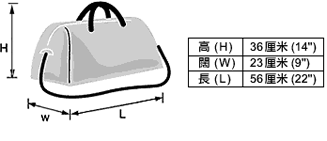 H
W
L
高 (H) 36厘米 (14")
闊 (W) 23厘米 (9")
長 (L) 56厘米 (22")